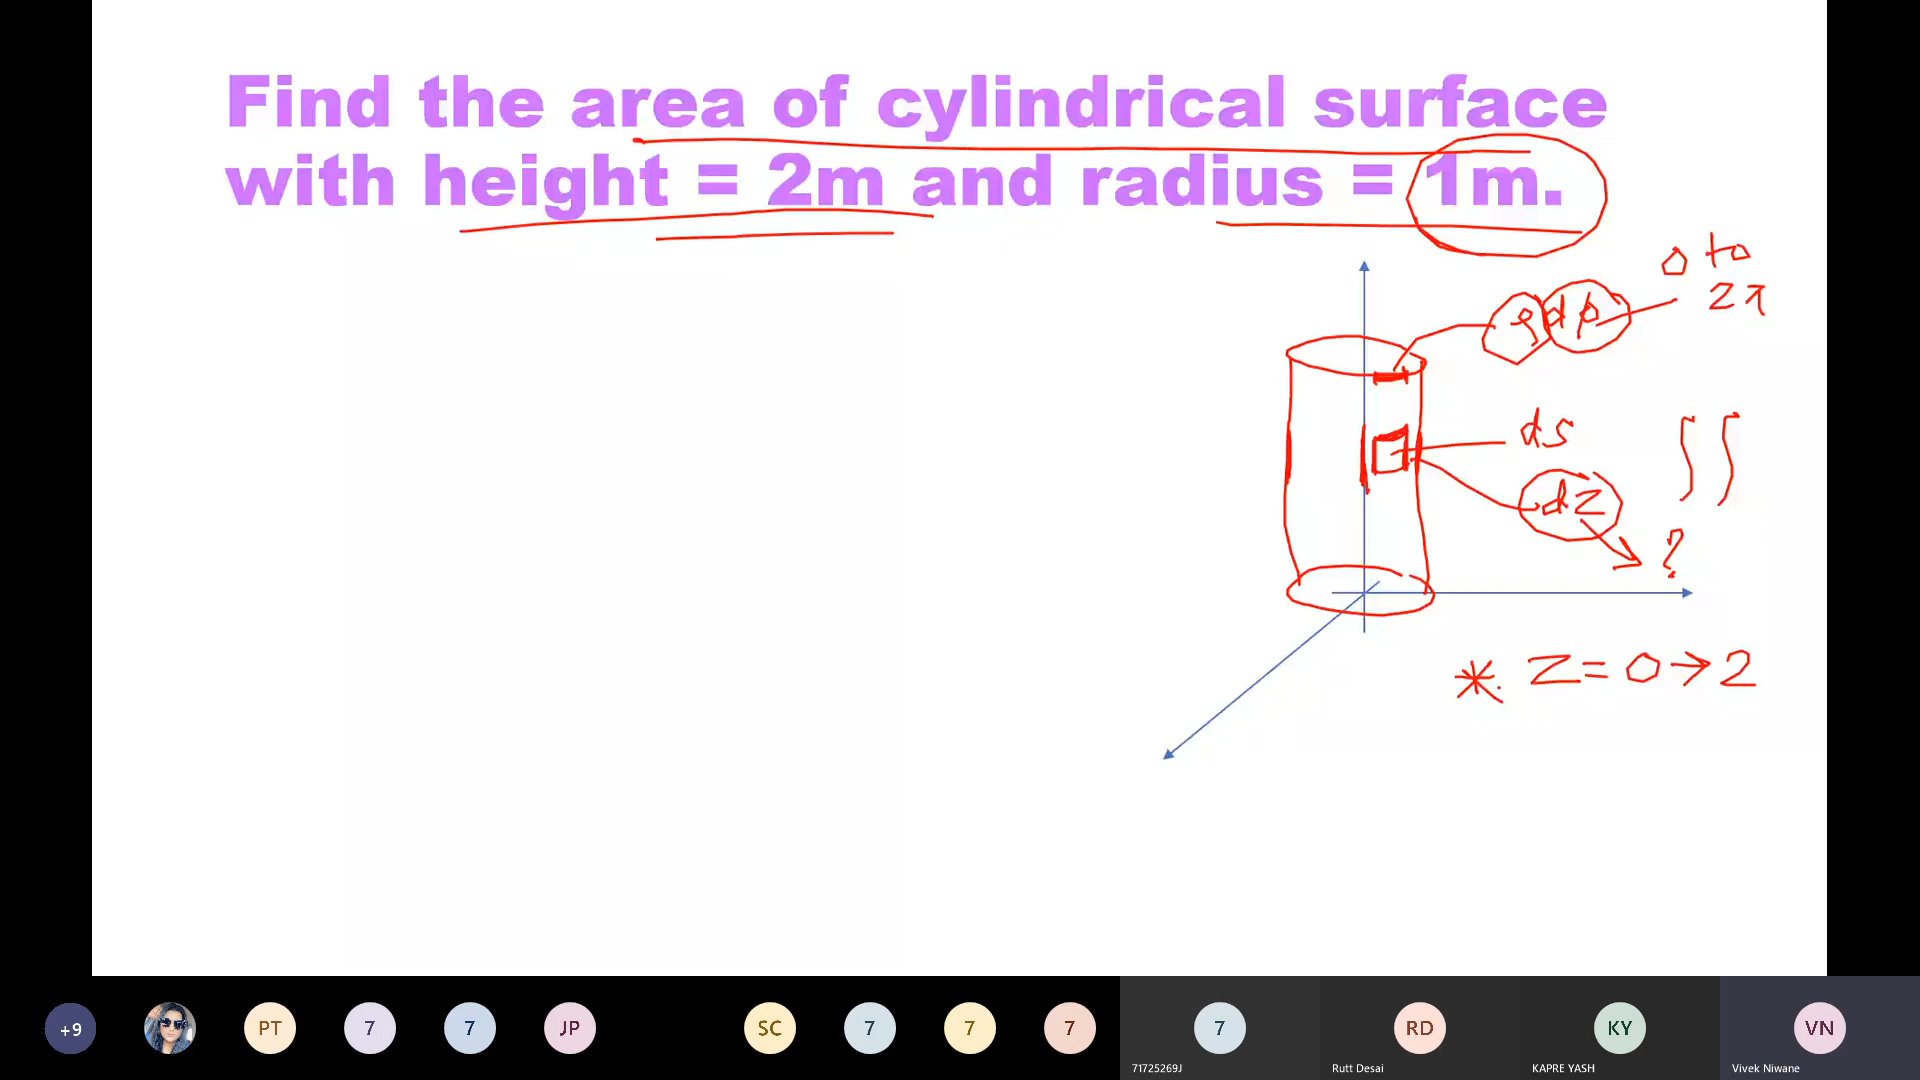 Find the area of cylindrical surface
with height = 2m and radius = 1m.
0 to
2π
ρdφ
ds
∫∫
dz
?
* Z = 0 → 2
+9
PT
7
7
JP
SC
7
7
7
7
RD
KY
VN
71725269J
Rutt Desai
KAPRE YASH
Vivek Niwane